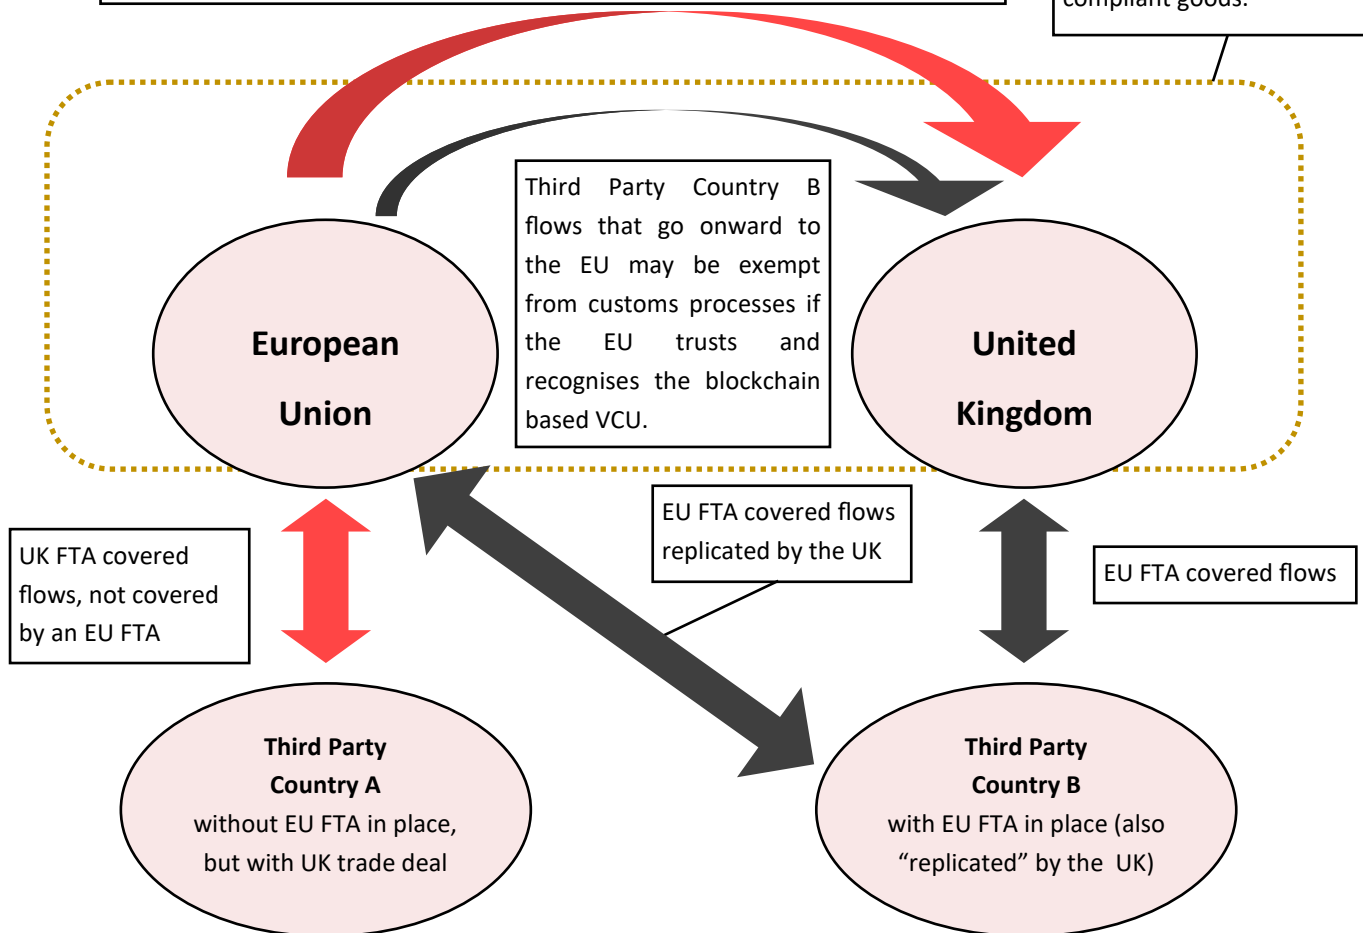 compliant goods.
Third Party Country B
flows that go onward to
the EU may be exempt
from customs processes if
the EU trusts and
recognises the blockchain
based VCU.
European
Union
United
Kingdom
EU FTA covered flows
replicated by the UK
UK FTA covered
flows, not covered
by an EU FTA
EU FTA covered flows
Third Party
Country A
without EU FTA in place,
but with UK trade deal
Third Party
Country B
with EU FTA in place (also
“replicated” by the UK)